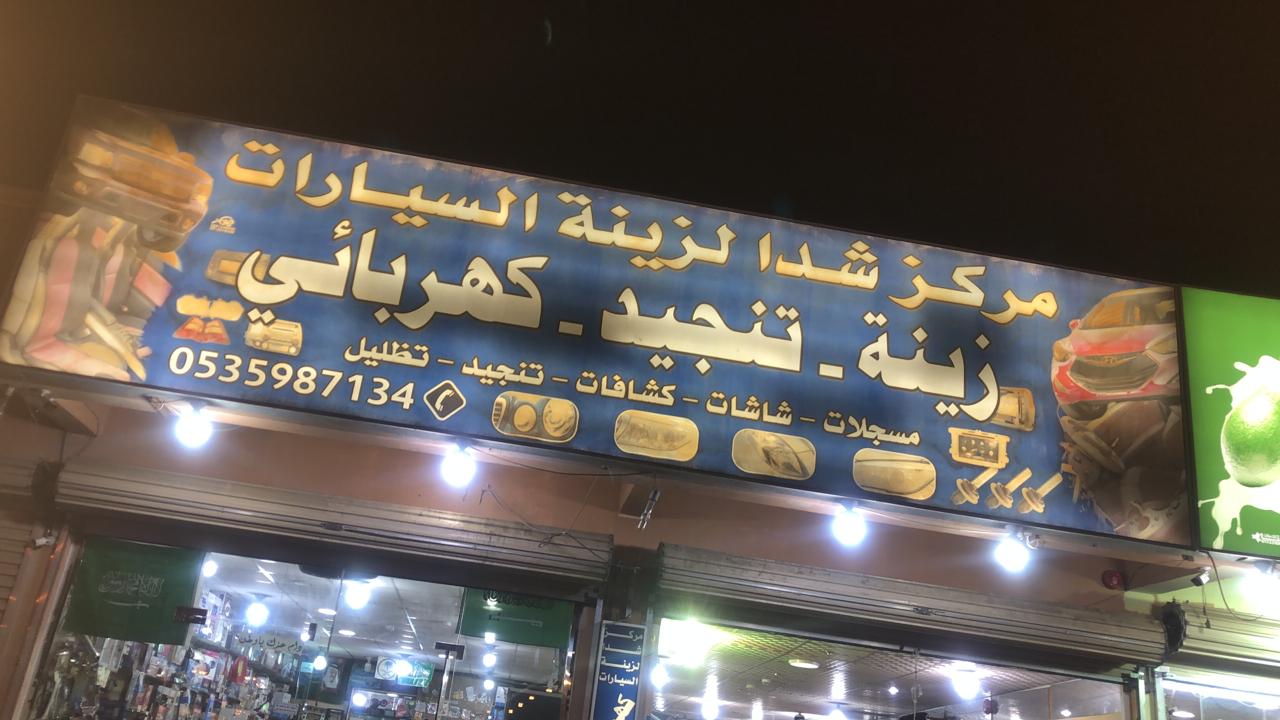 مركز شدا لزينة السيارات
زينة - تنجيد - كهربائي
مسجلات - شاشات - كشافات - تنجيد - تظليل
0535987134
مركز
شدا
لزينة
السيارات